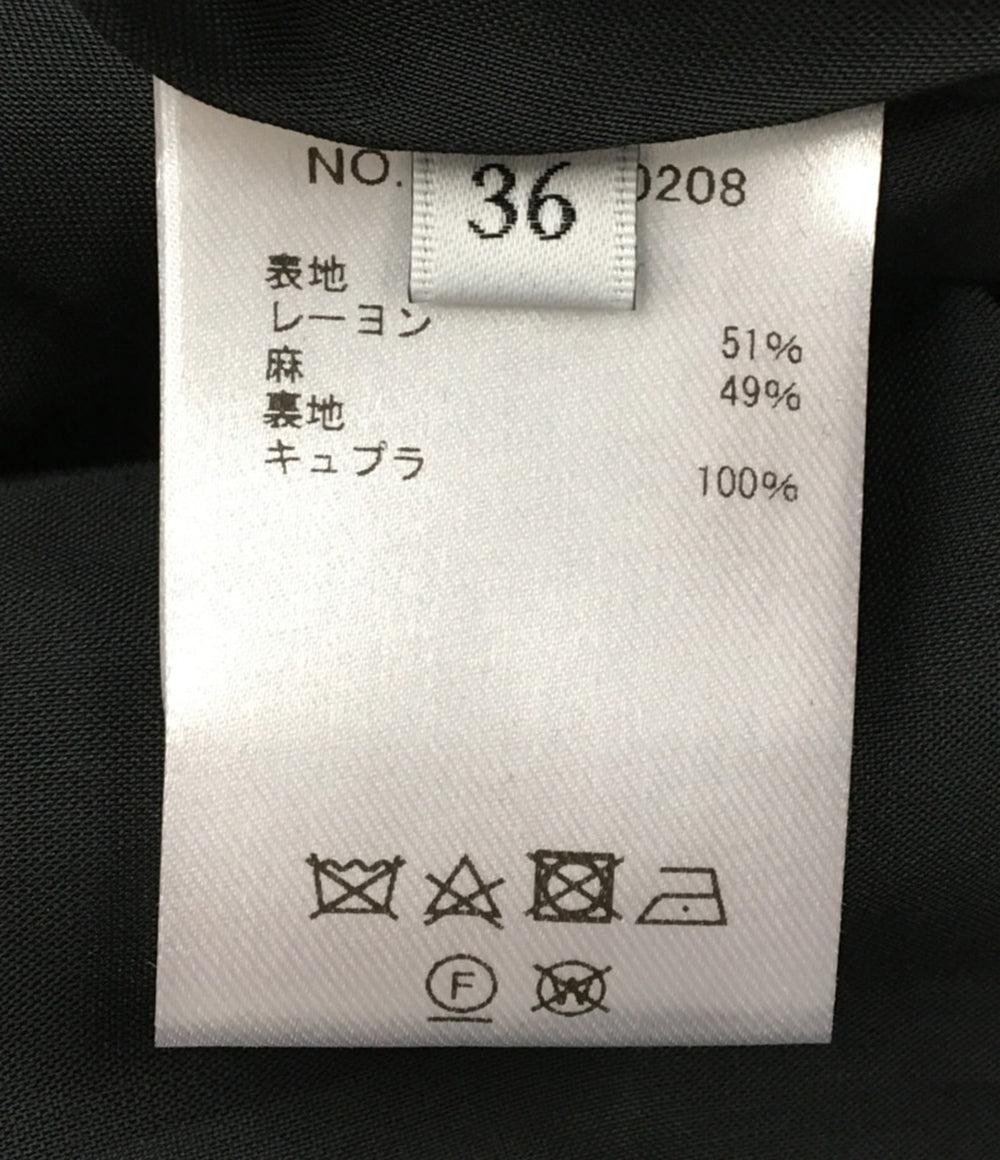 NO. 0208
36
表地
レーヨン 51%
麻 49%
裏地
キュプラ 100%
F
W